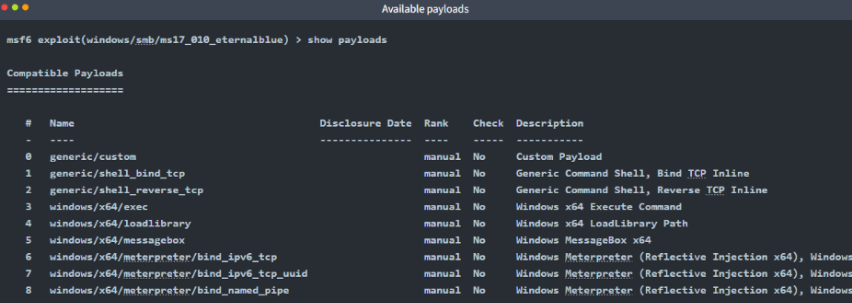 Available payloads
msf6 exploit(windows/smb/ms17_010_eternalblue) > show payloads
Compatible Payloads
===================
# Name Disclosure Date Rank Check Description
- ---- --------------- ---- ----- -----------
0 generic/custom manual No Custom Payload
1 generic/shell_bind_tcp manual No Generic Command Shell, Bind TCP Inline
2 generic/shell_reverse_tcp manual No Generic Command Shell, Reverse TCP Inline
3 windows/x64/exec manual No Windows x64 Execute Command
4 windows/x64/loadlibrary manual No Windows x64 LoadLibrary Path
5 windows/x64/messagebox manual No Windows MessageBox x64
6 windows/x64/meterpreter/bind_ipv6_tcp manual No Windows Meterpreter (Reflective Injection x64), Windows
7 windows/x64/meterpreter/bind_ipv6_tcp_uuid manual No Windows Meterpreter (Reflective Injection x64), Windows
8 windows/x64/meterpreter/bind_named_pipe manual No Windows Meterpreter (Reflective Injection x64), Windows